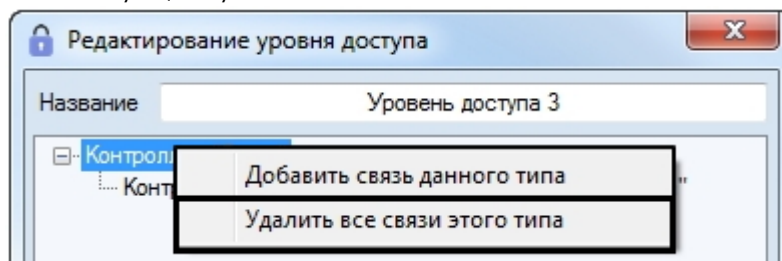 Редактирование уровня доступа
Название Уровень доступа 3
Добавить связь данного типа
"
Удалить все связи этого типа